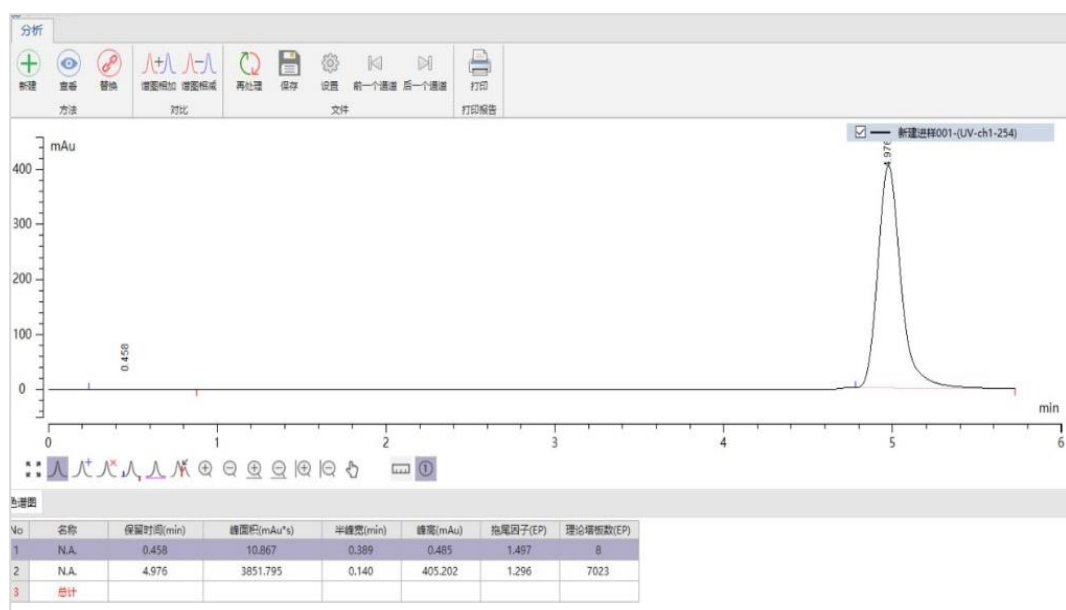 分析
新建 查看 替换 谱图相加 谱图相减 再处理 保存 设置 前一个通道 后一个通道 打印
方法 对比 文件 打印报告
新建进样001-(UV-ch1-254)
mAu
4.976
400
300
200
100
0.458
0
min
0 1 2 3 4 5 6
色谱图
No 名称 保留时间(min) 峰面积(mAu*s) 半峰宽(min) 峰高(mAu) 拖尾因子(EP) 理论塔板数(EP)
1 N.A. 0.458 10.867 0.389 0.485 1.497 8
2 N.A. 4.976 3851.795 0.140 405.202 1.296 7023
3 总计